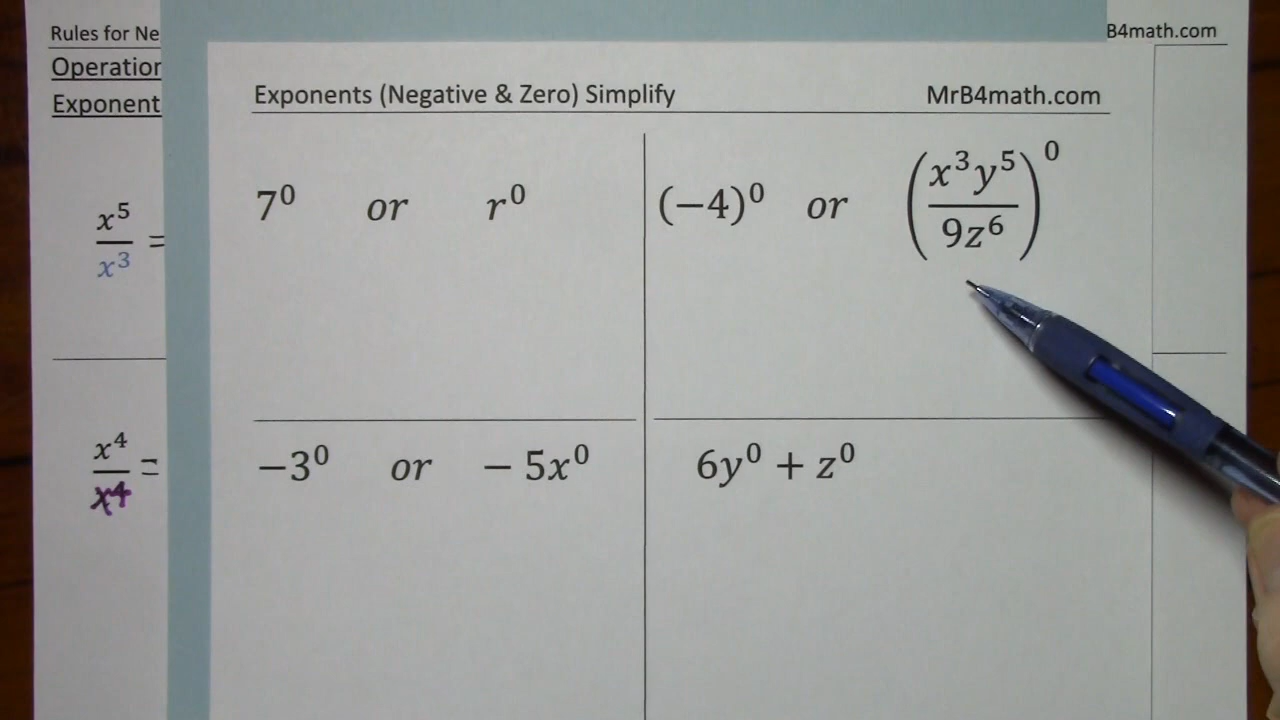 Rules for Ne
B4math.com
Operation
Exponent
x⁵/x³ =
x⁴/x4 =
Exponents (Negative & Zero) Simplify MrB4math.com
7⁰ or r⁰
(−4)⁰ or (x³y⁵/9z⁶)⁰
−3⁰ or − 5x⁰
6y⁰ + z⁰